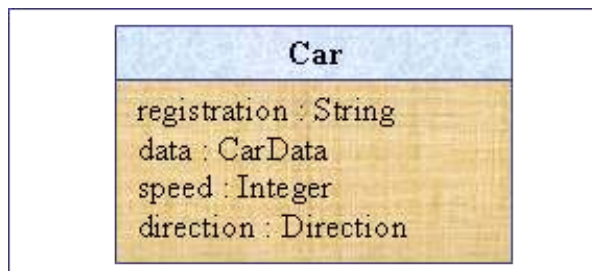 Car
registration : String
data : CarData
speed : Integer
direction : Direction